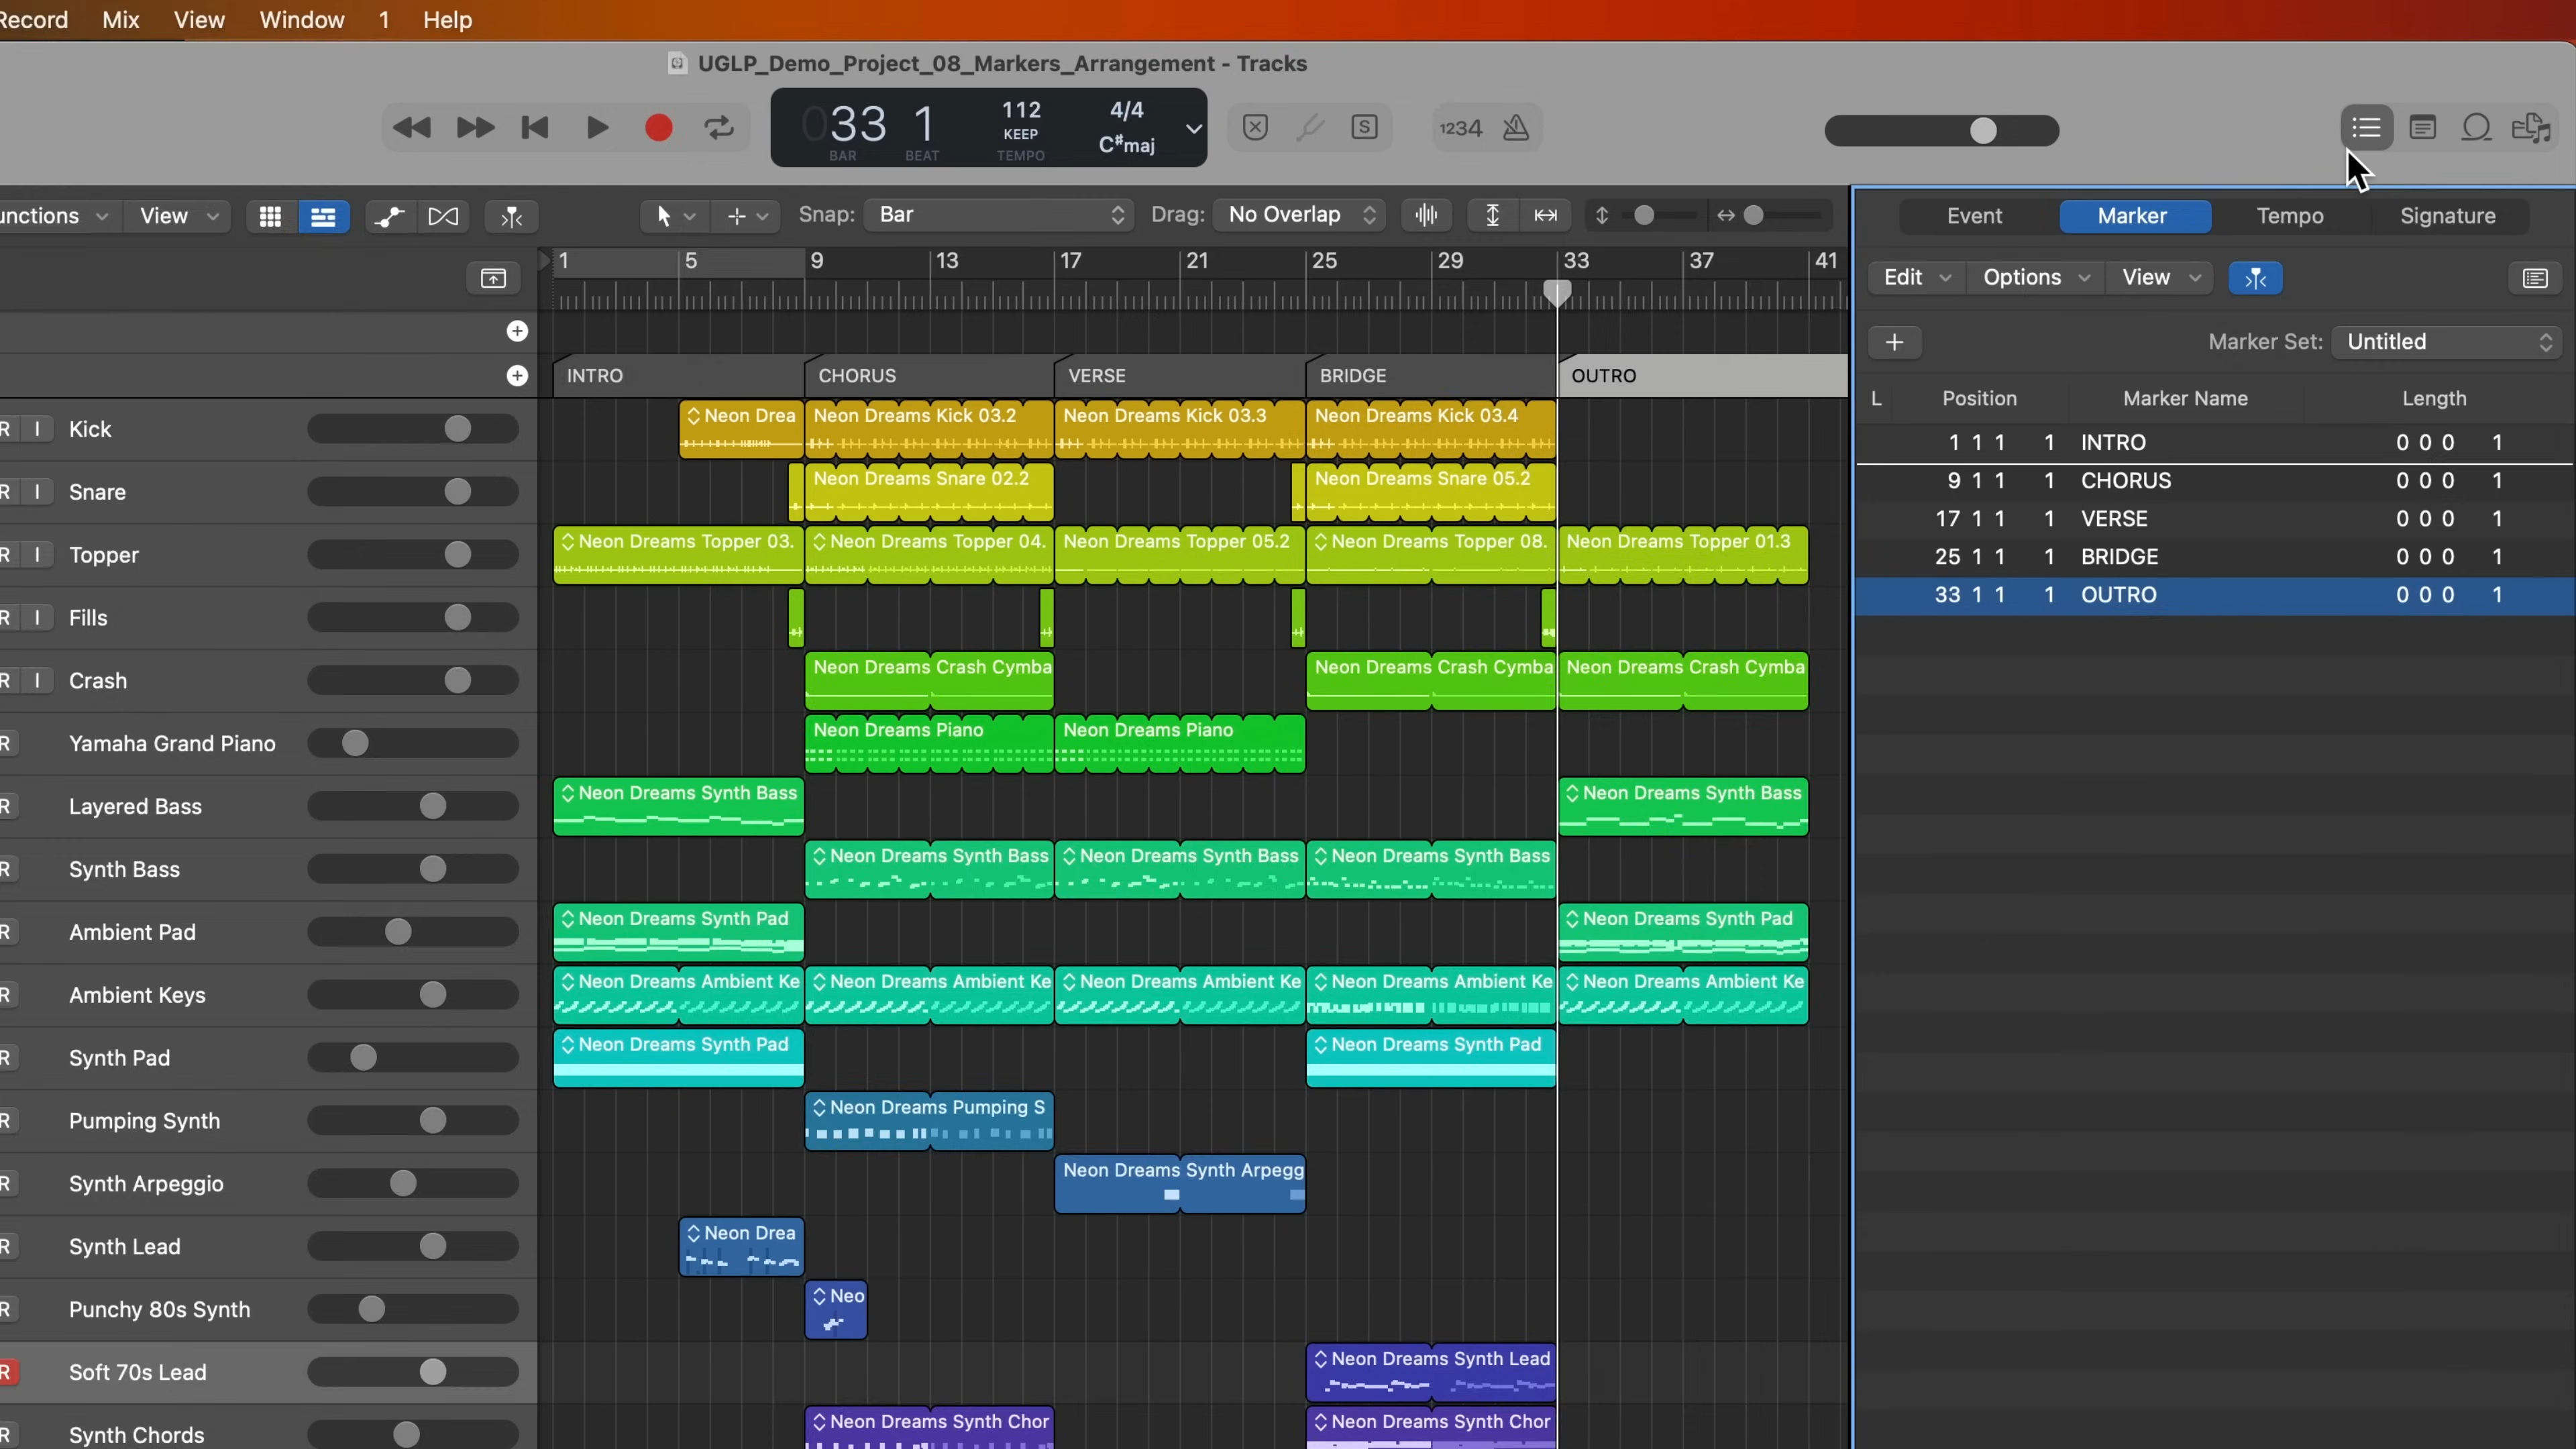 Record Mix View Window 1 Help
UGLP_Demo_Project_08_Markers_Arrangement - Tracks
033 1 112 4/4
KEEP C#maj
BAR BEAT TEMPO
S 1234
unctions View Snap: Bar Drag: No Overlap
Event Marker Tempo Signature
1 5 9 13 17 21 25 29 33 37 41
Edit Options View
Marker Set: Untitled
INTRO CHORUS VERSE BRIDGE OUTRO
L Position Marker Name Length
1 1 1 1 INTRO 0 0 0 1
9 1 1 1 CHORUS 0 0 0 1
17 1 1 1 VERSE 0 0 0 1
25 1 1 1 BRIDGE 0 0 0 1
33 1 1 1 OUTRO 0 0 0 1
R I Kick Neon Drea Neon Dreams Kick 03.2 Neon Dreams Kick 03.3 Neon Dreams Kick 03.4
R I Snare Neon Dreams Snare 02.2 Neon Dreams Snare 05.2
R I Topper Neon Dreams Topper 03. Neon Dreams Topper 04. Neon Dreams Topper 05.2 Neon Dreams Topper 08. Neon Dreams Topper 01.3
R I Fills
R I Crash Neon Dreams Crash Cymba Neon Dreams Crash Cymba Neon Dreams Crash Cymba
R Yamaha Grand Piano Neon Dreams Piano Neon Dreams Piano
R Layered Bass Neon Dreams Synth Bass Neon Dreams Synth Bass
R Synth Bass Neon Dreams Synth Bass Neon Dreams Synth Bass Neon Dreams Synth Bass
R Ambient Pad Neon Dreams Synth Pad Neon Dreams Synth Pad
R Ambient Keys Neon Dreams Ambient Ke Neon Dreams Ambient Ke Neon Dreams Ambient Ke Neon Dreams Ambient Ke Neon Dreams Ambient Ke
R Synth Pad Neon Dreams Synth Pad Neon Dreams Synth Pad
R Pumping Synth Neon Dreams Pumping S
R Synth Arpeggio Neon Dreams Synth Arpegg
R Synth Lead Neon Drea
R Punchy 80s Synth Neo
R Soft 70s Lead Neon Dreams Synth Lead
R Synth Chords Neon Dreams Synth Chor Neon Dreams Synth Chor